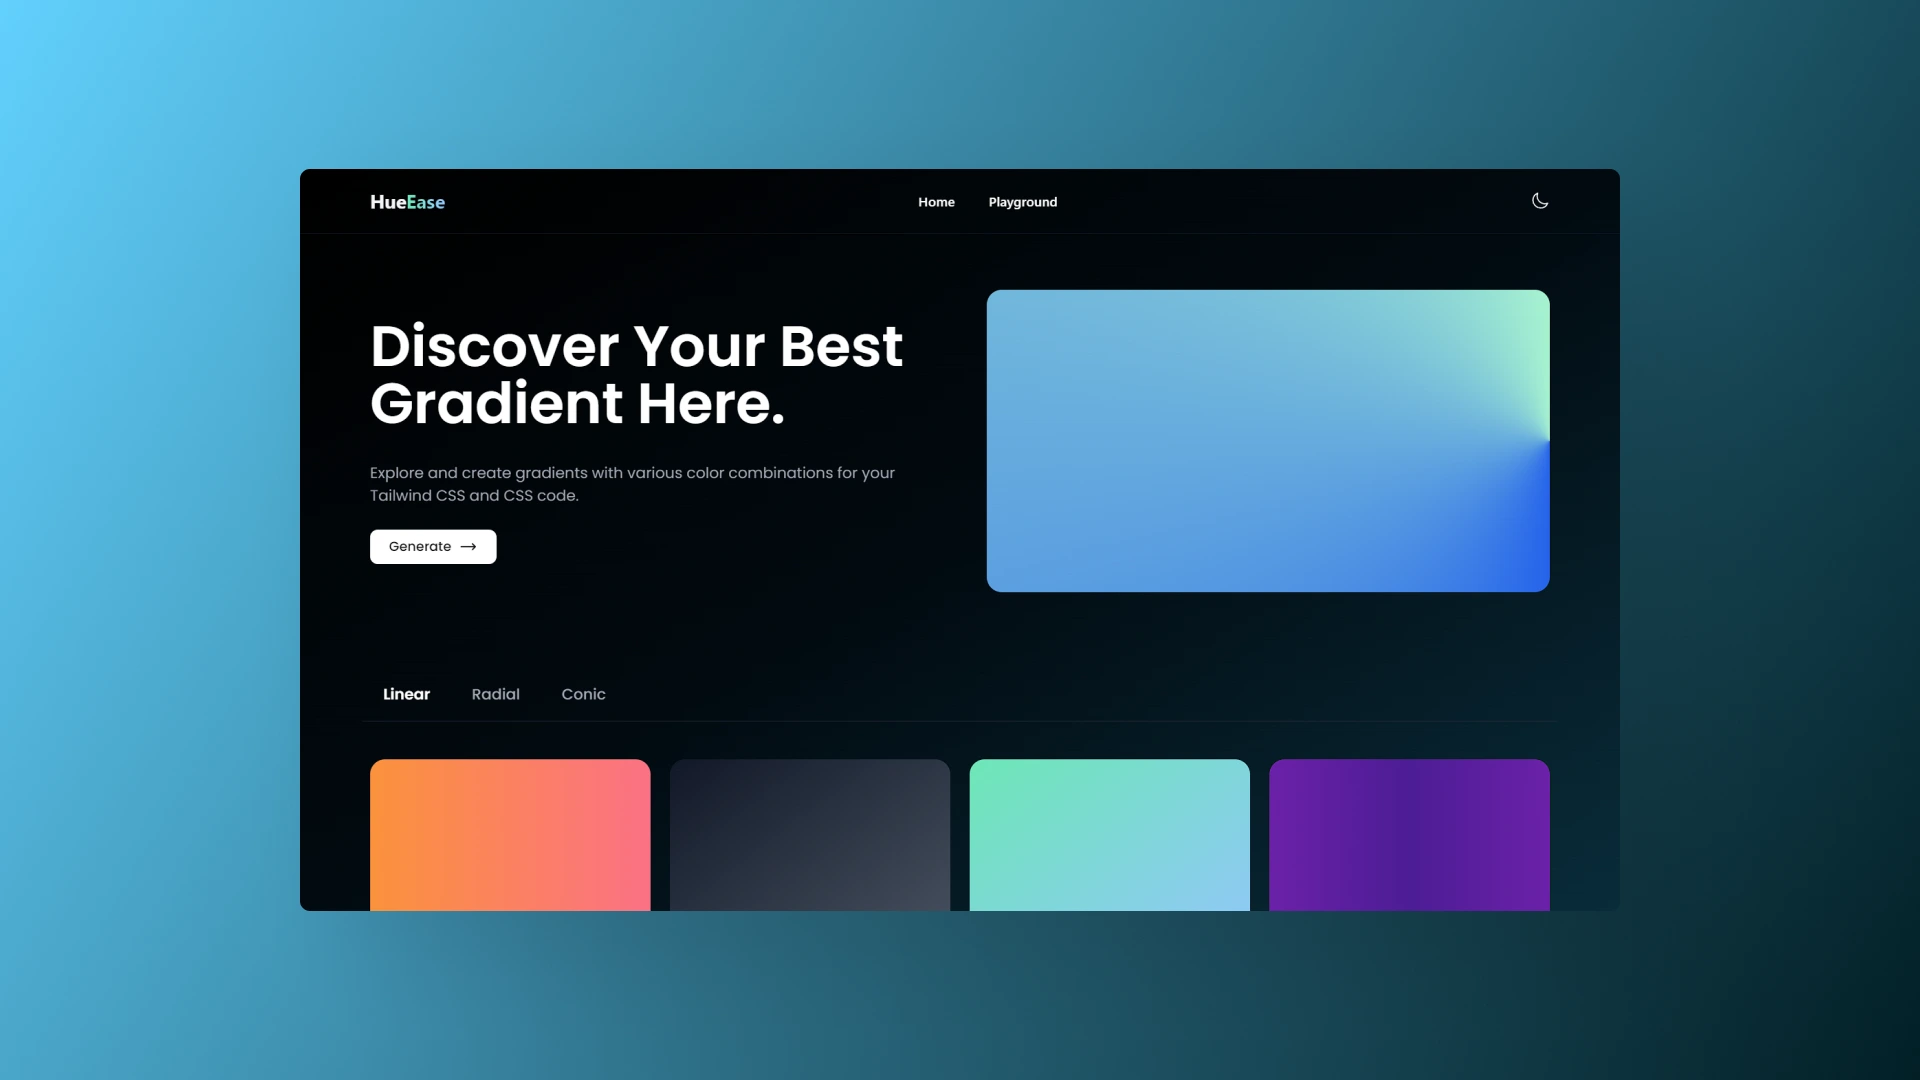 HueEase
Home
Playground
Discover Your Best
Gradient Here.
Explore and create gradients with various color combinations for your
Tailwind CSS and CSS code.
Generate
Linear
Radial
Conic